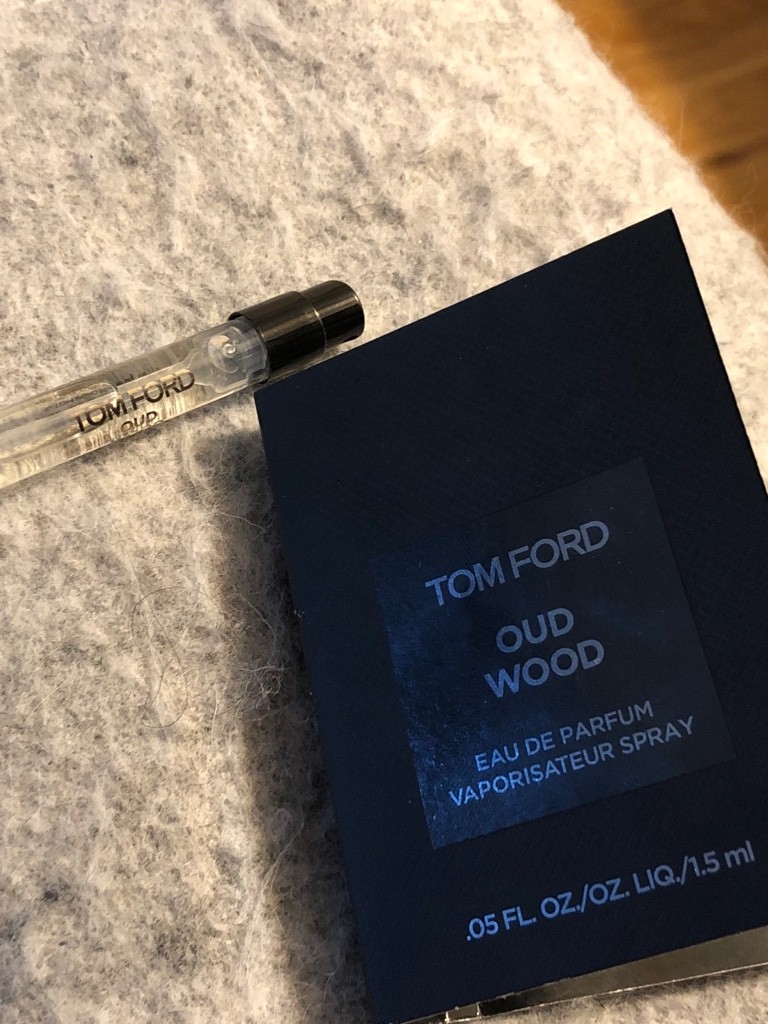 TOM FORD
OUD
TOM FORD
OUD
WOOD
EAU DE PARFUM
VAPORISATEUR SPRAY
.05 FL. OZ./OZ. LIQ./1.5 ml